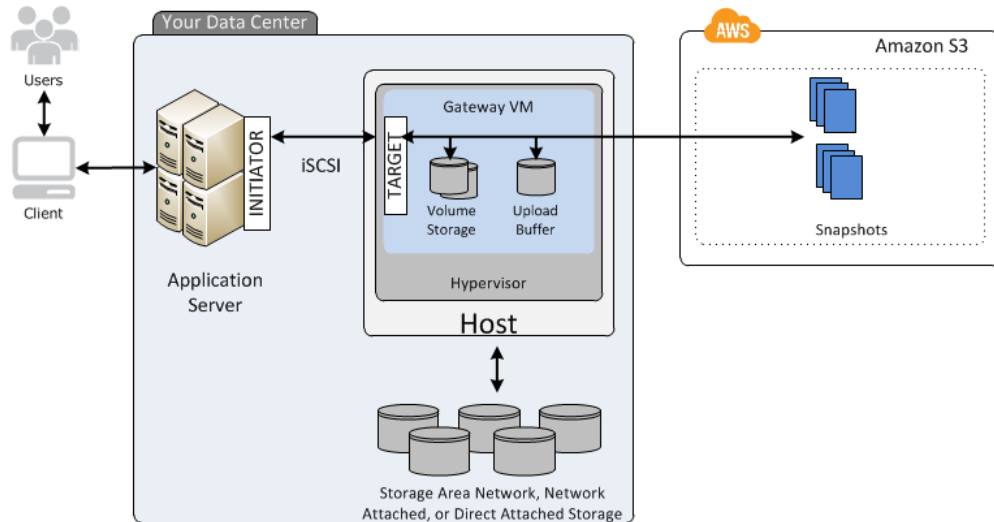 Your Data Center
AWS
Amazon S3
Users
Client
INITIATOR
iSCSI
TARGET
Gateway VM
Volume
Storage
Upload
Buffer
Snapshots
Application
Server
Hypervisor
Host
Storage Area Network, Network
Attached, or Direct Attached Storage